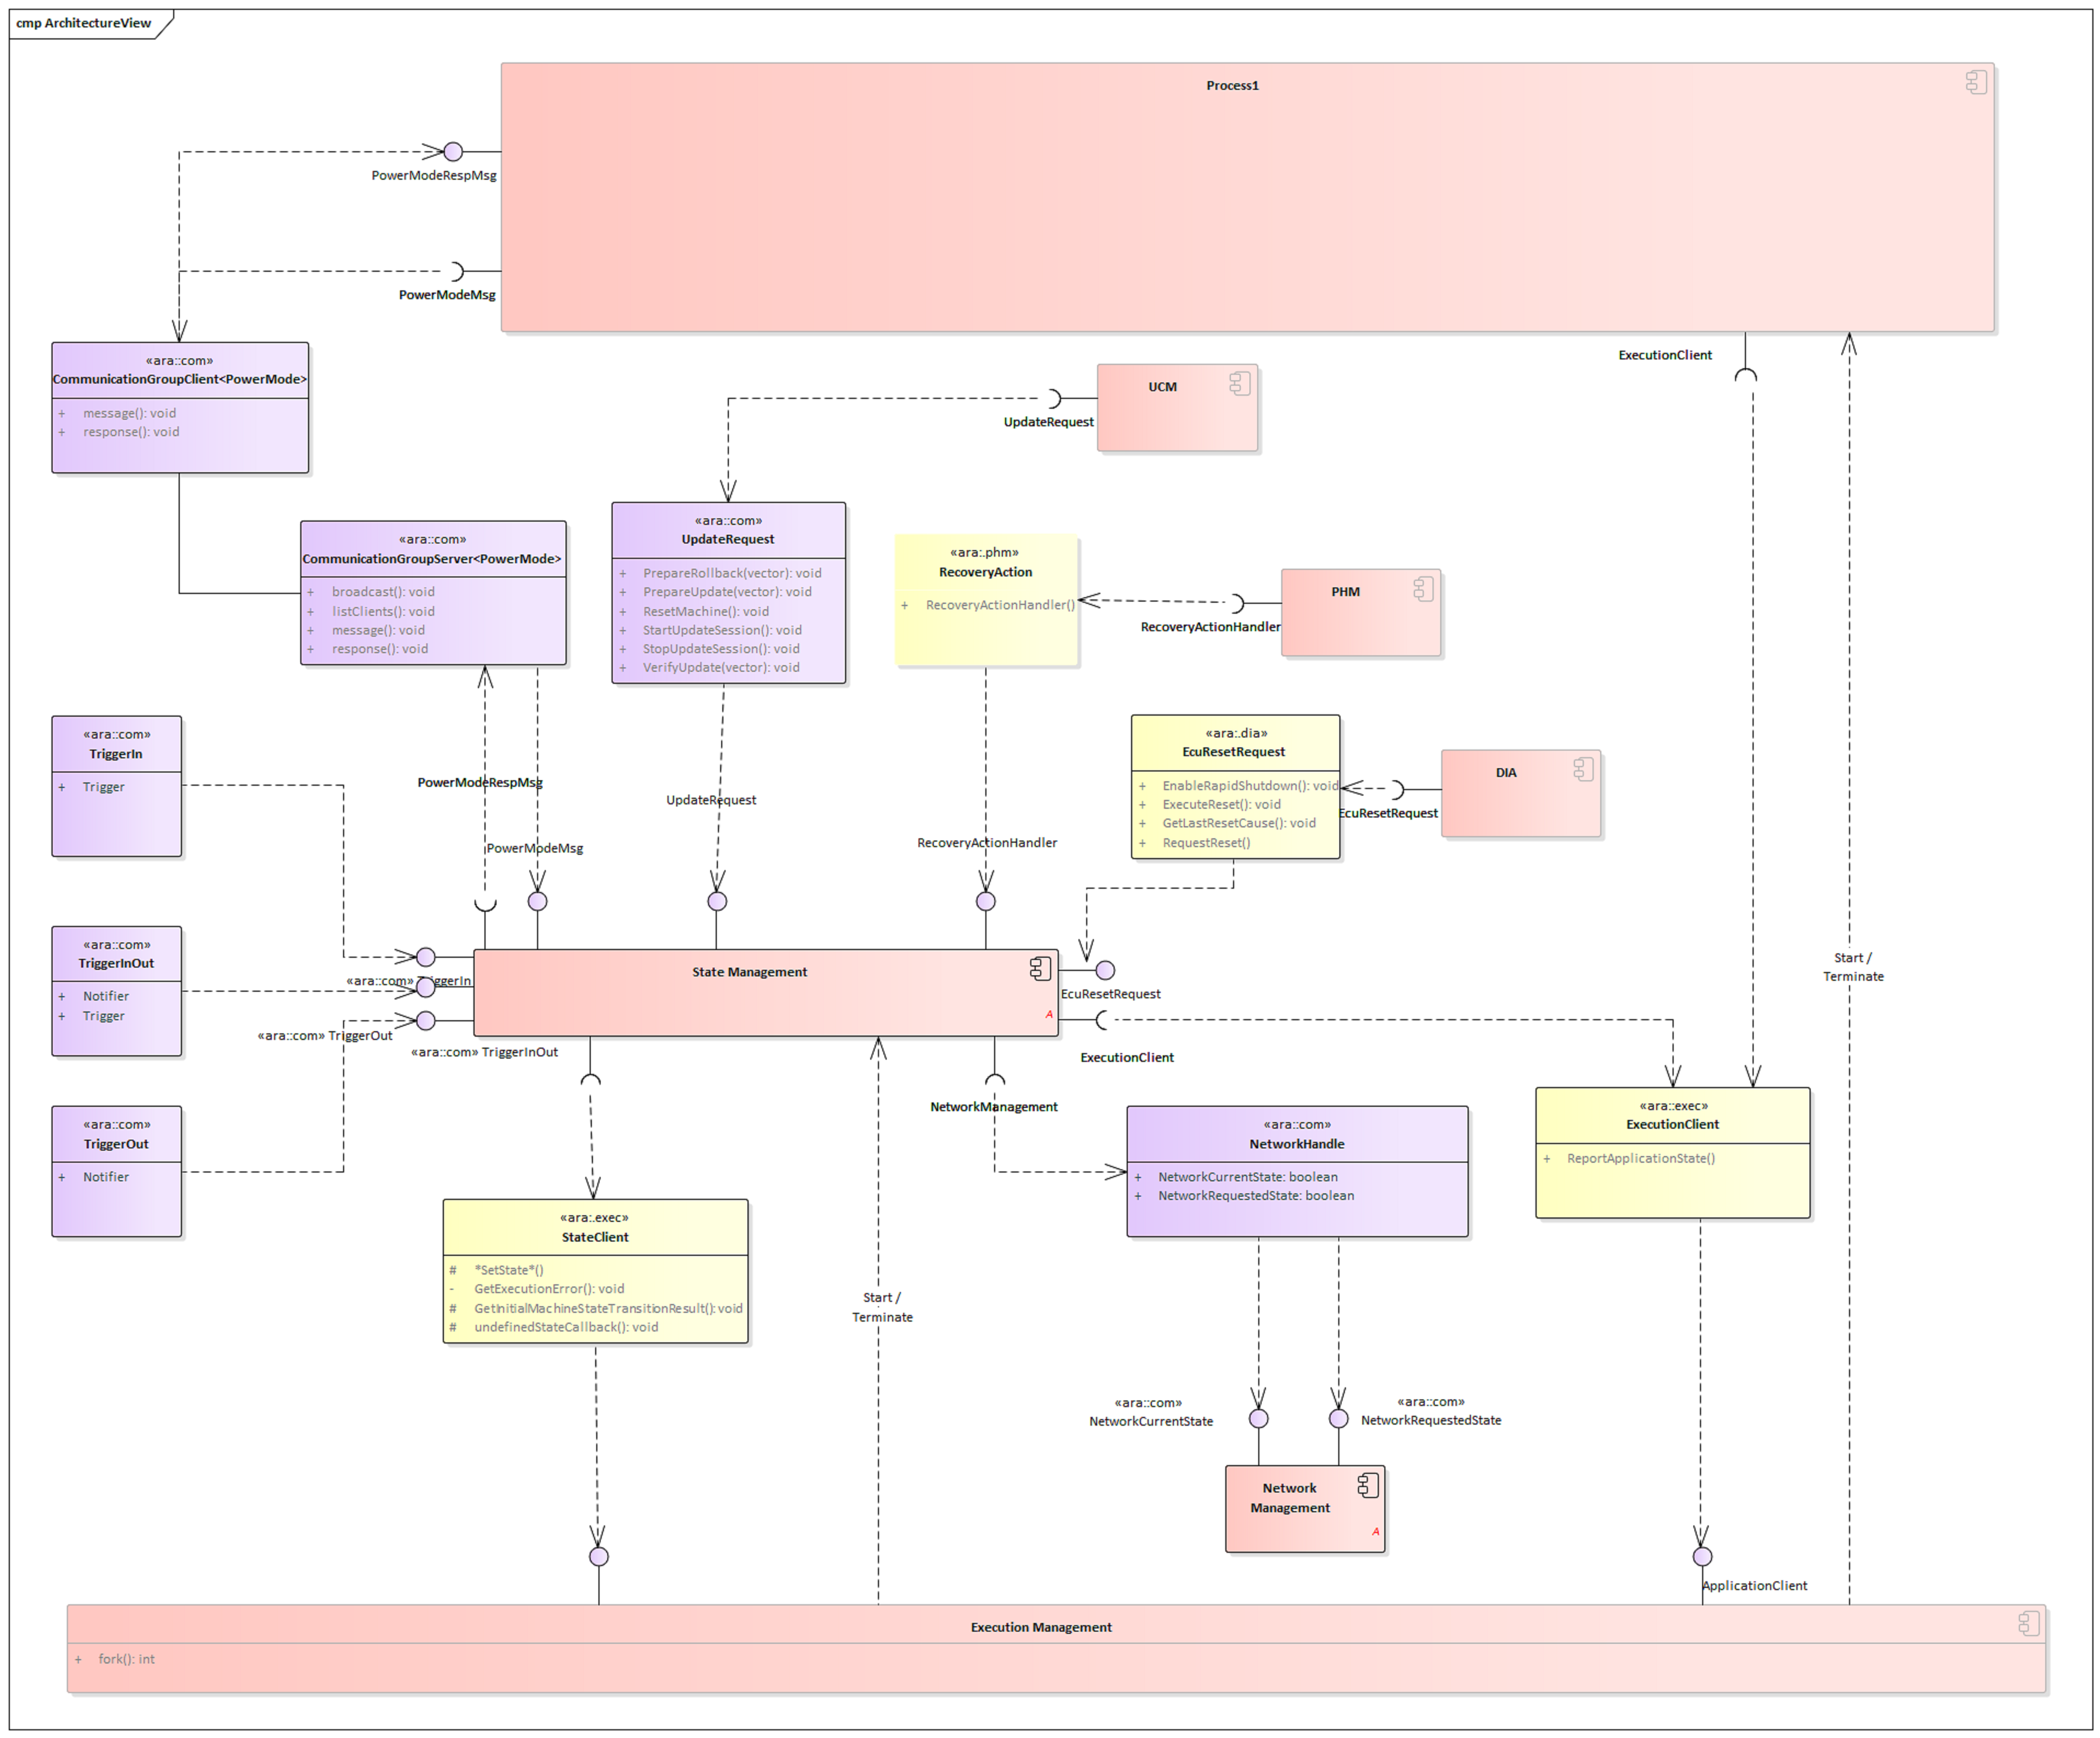 cmp ArchitectureView
Process1
PowerModeRespMsg
PowerModeMsg
ExecutionClient
«ara::com»
CommunicationGroupClient<PowerMode>
+ message(): void
+ response(): void
UCM
UpdateRequest
«ara::com»
CommunicationGroupServer<PowerMode>
+ broadcast(): void
+ listClients(): void
+ message(): void
+ response(): void
«ara::com»
UpdateRequest
+ PrepareRollback(vector): void
+ PrepareUpdate(vector): void
+ ResetMachine(): void
+ StartUpdateSession(): void
+ StopUpdateSession(): void
+ VerifyUpdate(vector): void
«ara:.phm»
RecoveryAction
+ RecoveryActionHandler()
PHM
RecoveryActionHandler
«ara::com»
TriggerIn
+ Trigger
PowerModeRespMsg
PowerModeMsg
UpdateRequest
RecoveryActionHandler
«ara:.dia»
EcuResetRequest
+ EnableRapidShutdown(): void
+ ExecuteReset(): void
+ GetLastResetCause(): void
+ RequestReset()
DIA
EcuResetRequest
«ara::com»
TriggerInOut
+ Notifier
+ Trigger
«ara::com» TriggerIn
«ara::com» TriggerOut
«ara::com» TriggerInOut
State Management
A
EcuResetRequest
ExecutionClient
Start /
Terminate
NetworkManagement
«ara::com»
TriggerOut
+ Notifier
«ara::com»
NetworkHandle
+ NetworkCurrentState: boolean
+ NetworkRequestedState: boolean
«ara::exec»
ExecutionClient
+ ReportApplicationState()
«ara:.exec»
StateClient
# *SetState*()
- GetExecutionError(): void
# GetInitialMachineStateTransitionResult(): void
# undefinedStateCallback(): void
Start /
Terminate
«ara::com»
NetworkCurrentState
«ara::com»
NetworkRequestedState
Network
Management
A
ApplicationClient
Execution Management
+ fork(): int